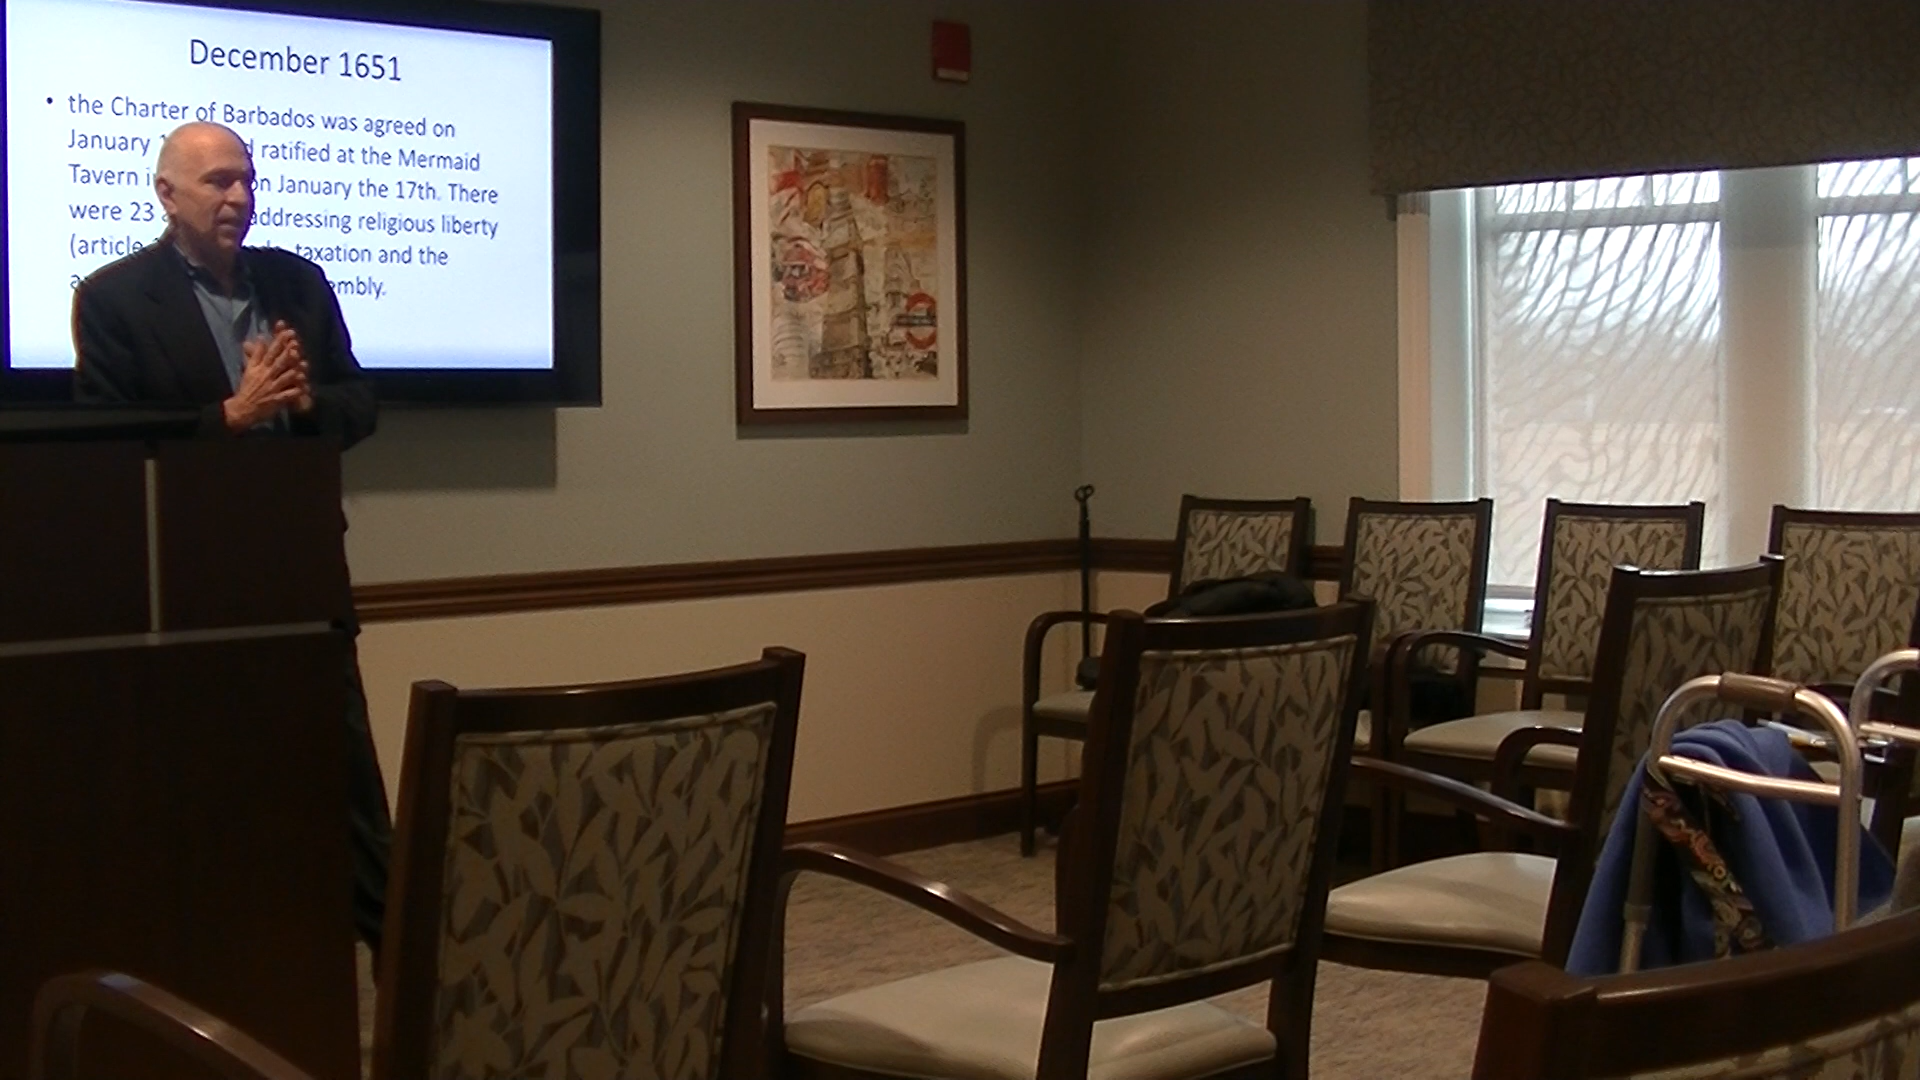 December 1651
• the Charter of Barbados was agreed on
January ratified at the Mermaid
Tavern on January the 17th. There
were 23 addressing religious liberty
(article taxation and the